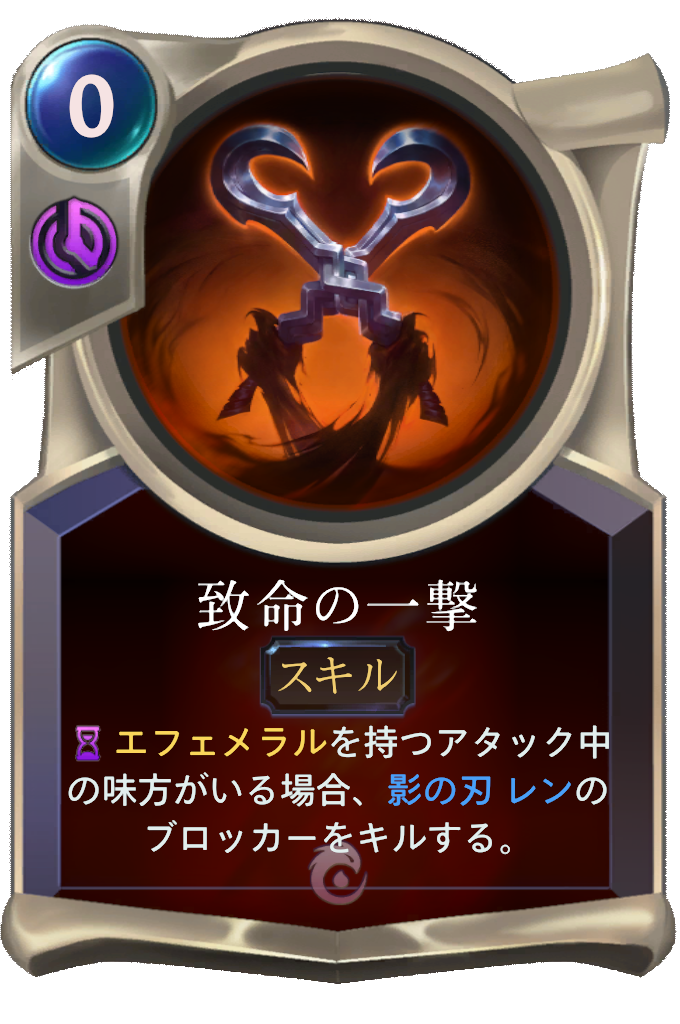 0
致命の一撃
スキル
エフェメラルを持つアタック中
の味方がいる場合、影の刃 レンの
ブロッカーをキルする。